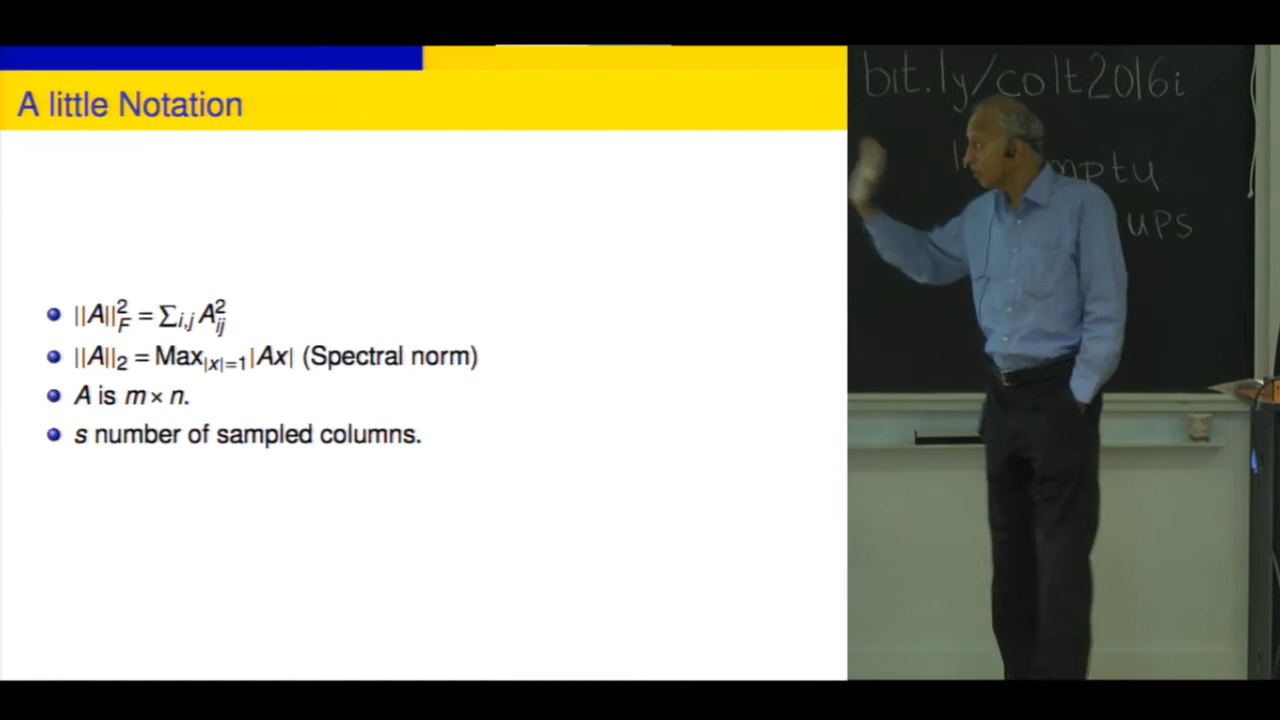 A little Notation
||A||²_F = Σ_{i,j} A²_{ij}
||A||₂ = Max_{|x|=1} |Ax| (Spectral norm)
A is m × n.
s number of sampled columns.
bit.ly/colt2016i